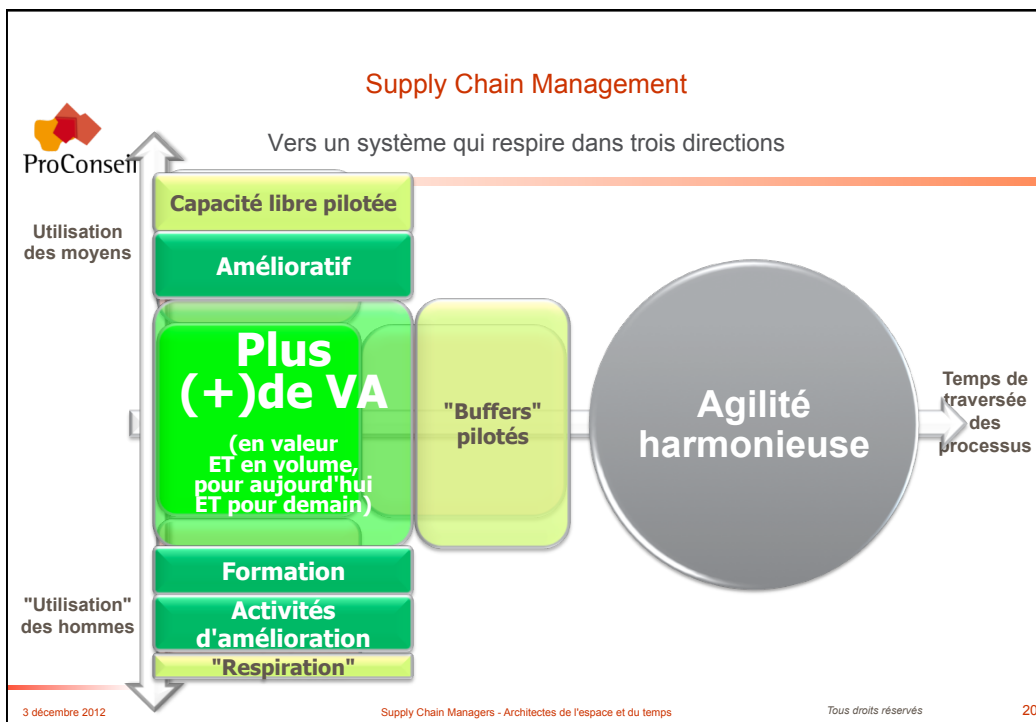 Supply Chain Management
ProConseil
Vers un système qui respire dans trois directions
Capacité libre pilotée
Utilisation
des moyens
Amélioratif
Plus
(+)de VA
(en valeur
ET en volume,
pour aujourd'hui
ET pour demain)
"Buffers"
pilotés
Agilité
harmonieuse
Temps de
traversée
des
processus
Formation
"Utilisation"
des hommes
Activités
d'amélioration
"Respiration"
3 décembre 2012
Supply Chain Managers - Architectes de l'espace et du temps
Tous droits réservés
20